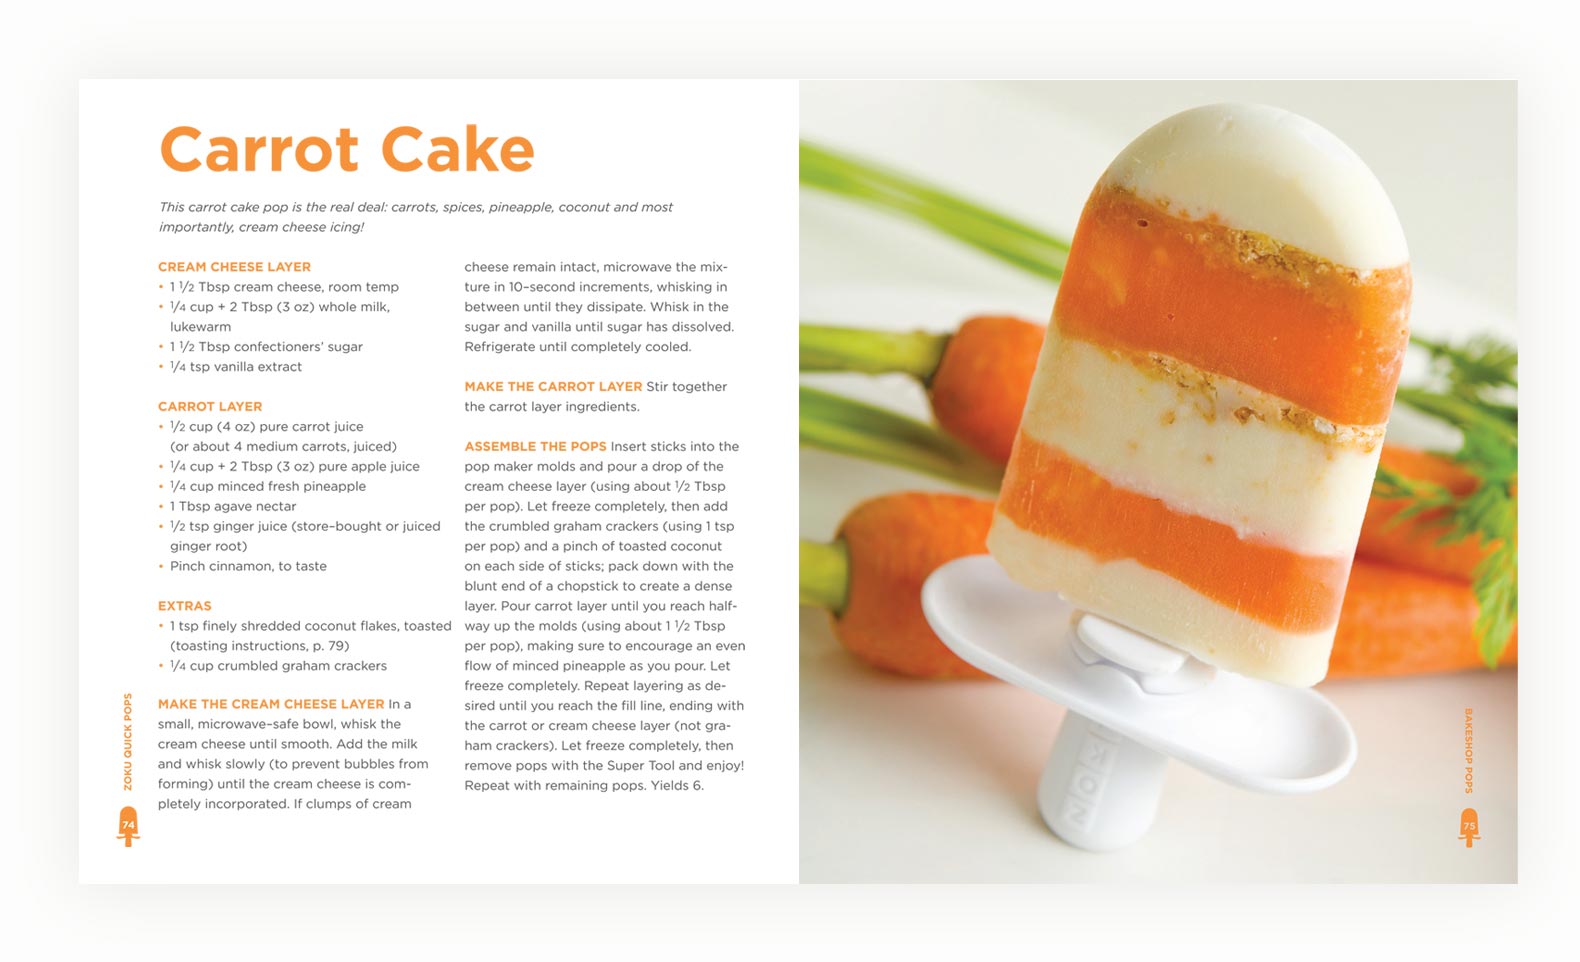 Carrot Cake
This carrot cake pop is the real deal: carrots, spices, pineapple, coconut and most
importantly, cream cheese icing!
CREAM CHEESE LAYER
• 1 1/2 Tbsp cream cheese, room temp
• 1/4 cup + 2 Tbsp (3 oz) whole milk,
lukewarm
• 1 1/2 Tbsp confectioners’ sugar
• 1/4 tsp vanilla extract
CARROT LAYER
• 1/2 cup (4 oz) pure carrot juice
(or about 4 medium carrots, juiced)
• 1/4 cup + 2 Tbsp (3 oz) pure apple juice
• 1/4 cup minced fresh pineapple
• 1 Tbsp agave nectar
• 1/2 tsp ginger juice (store–bought or juiced
ginger root)
• Pinch cinnamon, to taste
EXTRAS
• 1 tsp finely shredded coconut flakes, toasted
(toasting instructions, p. 79)
• 1/4 cup crumbled graham crackers
MAKE THE CREAM CHEESE LAYER In a
small, microwave–safe bowl, whisk the
cream cheese until smooth. Add the milk
and whisk slowly (to prevent bubbles from
forming) until the cream cheese is com-
pletely incorporated. If clumps of cream
cheese remain intact, microwave the mix-
ture in 10–second increments, whisking in
between until they dissipate. Whisk in the
sugar and vanilla until sugar has dissolved.
Refrigerate until completely cooled.
MAKE THE CARROT LAYER Stir together
the carrot layer ingredients.
ASSEMBLE THE POPS Insert sticks into the
pop maker molds and pour a drop of the
cream cheese layer (using about 1/2 Tbsp
per pop). Let freeze completely, then add
the crumbled graham crackers (using 1 tsp
per pop) and a pinch of toasted coconut
on each side of sticks; pack down with the
blunt end of a chopstick to create a dense
layer. Pour carrot layer until you reach half-
way up the molds (using about 1 1/2 Tbsp
per pop), making sure to encourage an even
flow of minced pineapple as you pour. Let
freeze completely. Repeat layering as de-
sired until you reach the fill line, ending with
the carrot or cream cheese layer (not gra-
ham crackers). Let freeze completely, then
remove pops with the Super Tool and enjoy!
Repeat with remaining pops. Yields 6.
ZOKU QUICK POPS
74
ZOK
BAKESHOP POPS
75